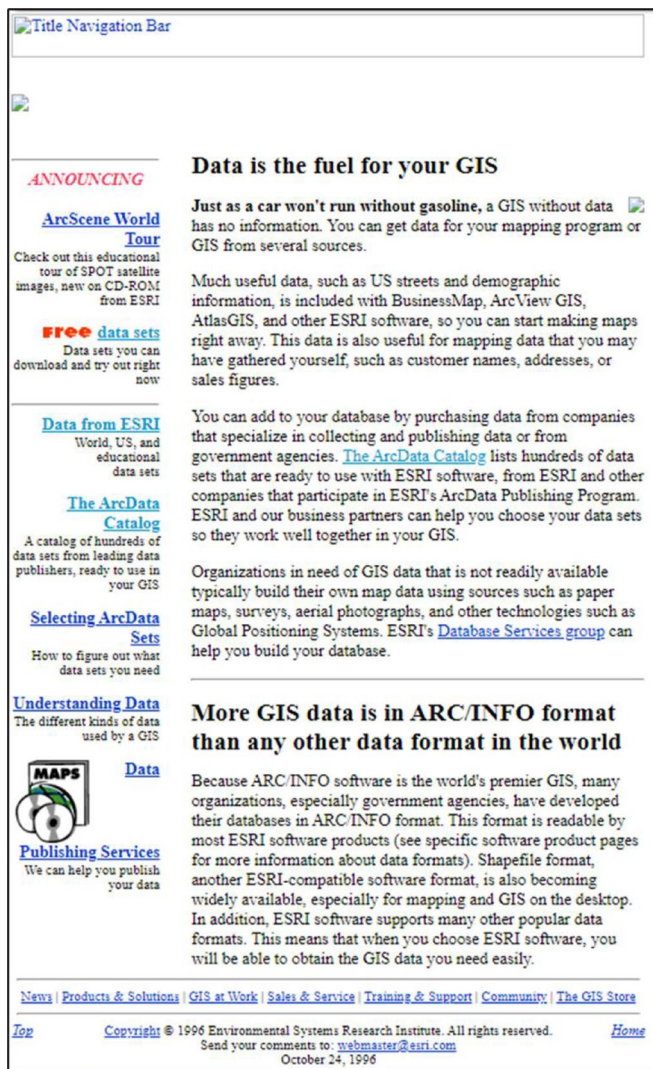 Title Navigation Bar
ANNOUNCING
ArcScene World
Tour
Check out this educational
tour of SPOT satellite
images, new on CD-ROM
from ESRI
Free data sets
Data sets you can
download and try out right
now
Data from ESRI
World, US, and
educational
data sets
The ArcData
Catalog
A catalog of hundreds of
data sets from leading data
publishers, ready to use in
your GIS
Selecting ArcData
Sets
How to figure out what
data sets you need
Understanding Data
The different kinds of data
used by a GIS
MAPS
Data
Publishing Services
We can help you publish
your data
Data is the fuel for your GIS
Just as a car won't run without gasoline, a GIS without data
has no information. You can get data for your mapping program or
GIS from several sources.
Much useful data, such as US streets and demographic
information, is included with BusinessMap, ArcView GIS,
AtlasGIS, and other ESRI software, so you can start making maps
right away. This data is also useful for mapping data that you may
have gathered yourself, such as customer names, addresses, or
sales figures.
You can add to your database by purchasing data from companies
that specialize in collecting and publishing data or from
government agencies. The ArcData Catalog lists hundreds of data
sets that are ready to use with ESRI software, from ESRI and other
companies that participate in ESRI's ArcData Publishing Program.
ESRI and our business partners can help you choose your data sets
so they work well together in your GIS.
Organizations in need of GIS data that is not readily available
typically build their own map data using sources such as paper
maps, surveys, aerial photographs, and other technologies such as
Global Positioning Systems. ESRI's Database Services group can
help you build your database.
More GIS data is in ARC/INFO format
than any other data format in the world
Because ARC/INFO software is the world's premier GIS, many
organizations, especially government agencies, have developed
their databases in ARC/INFO format. This format is readable by
most ESRI software products (see specific software product pages
for more information about data formats). Shapefile format,
another ESRI-compatible software format, is also becoming
widely available, especially for mapping and GIS on the desktop.
In addition, ESRI software supports many other popular data
formats. This means that when you choose ESRI software, you
will be able to obtain the GIS data you need easily.
News | Products & Solutions | GIS at Work | Sales & Service | Training & Support | Community | The GIS Store
Top Copyright © 1996 Environmental Systems Research Institute. All rights reserved. Home
Send your comments to: webmaster@esri.com
October 24, 1996